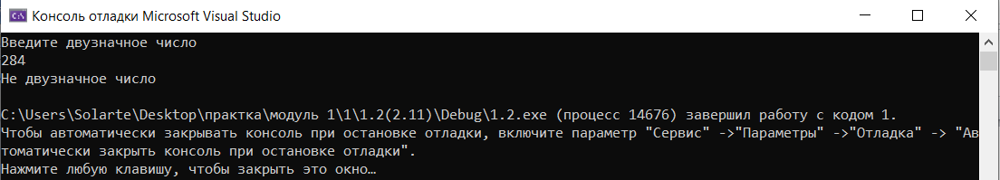 C:\ Консоль отладки Microsoft Visual Studio
Введите двузначное число
284
Не двузначное число
C:\Users\Solarte\Desktop\практка\модуль 1\1\1.2(2.11)\Debug\1.2.exe (процесс 14676) завершил работу с кодом 1.
Чтобы автоматически закрывать консоль при остановке отладки, включите параметр "Сервис" ->"Параметры" ->"Отладка" -> "Ав
томатически закрыть консоль при остановке отладки".
Нажмите любую клавишу, чтобы закрыть это окно…